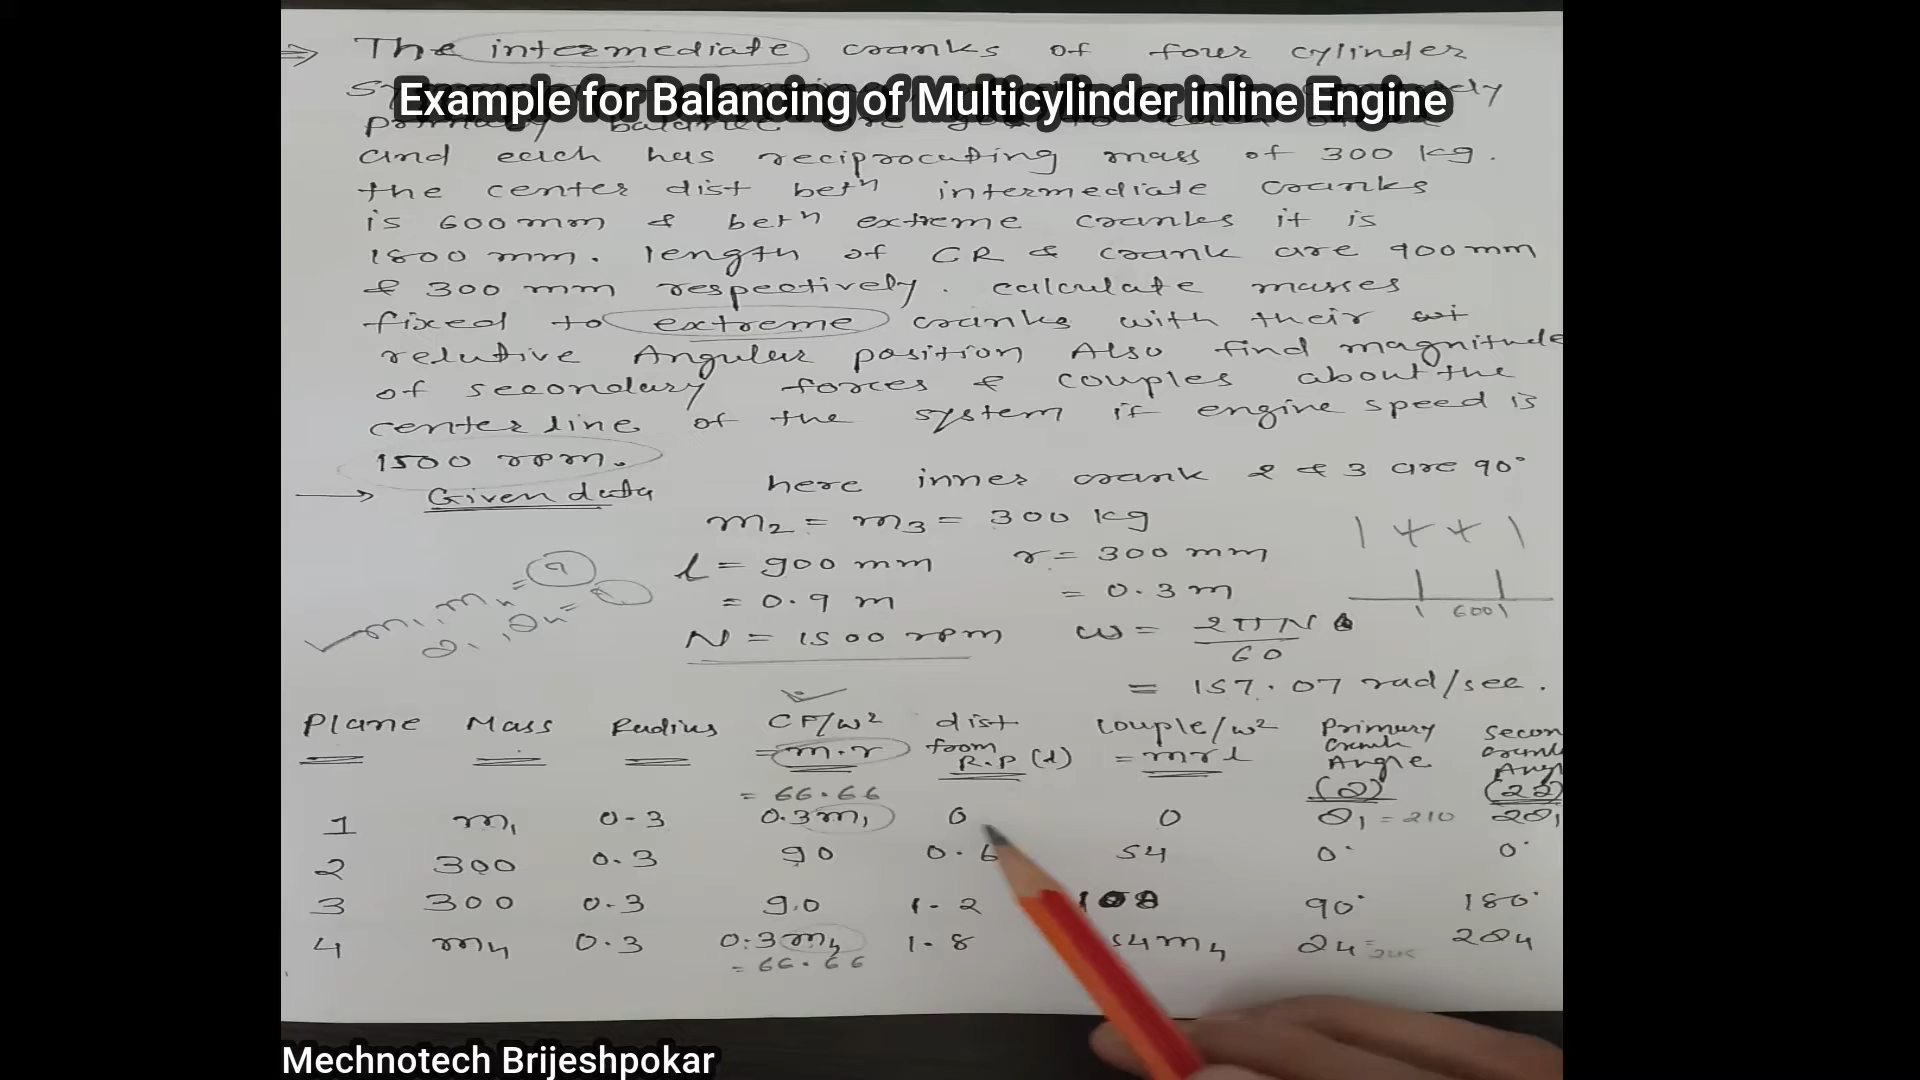 ⇒ The intermediate cranks of four cylinder
Example for Balancing of Multicylinder inline Engine
and each has reciprocating mass of 300 kg.
the center dist betⁿ intermediate cranks
is 600 mm & betⁿ extreme cranks it is
1800 mm. length of CR & crank are 900 mm
& 300 mm respectively. calculate masses
fixed to extreme cranks with their
relative Angular position Also find magnitude
of secondary forces & couples about the
center line of the system if engine speed is
1500 rpm.
→ Given data here inner crank 2 & 3 are 90°
m₂ = m₃ = 300 kg
l = 900 mm r = 300 mm
= 0.9 m = 0.3 m
600
N = 1500 rpm ω = 2πN / 60
= 157.07 rad/sec.
Plane Mass Radius CF/ω² = m.r dist from R.P (l) couple/ω² = mrl Primary Crank Angle (θ)
= 66.66
1 m₁ 0.3 0.3m₁ 0 0 θ₁ = 210 2θ₁
2 300 0.3 90 0.6 54 0° 0°
3 300 0.3 90 1.2 108 90° 180°
4 m₄ 0.3 0.3m₄ 1.8 54m₄ θ₄ 2θ₄
= 66.66
Mechnotech Brijeshpokar